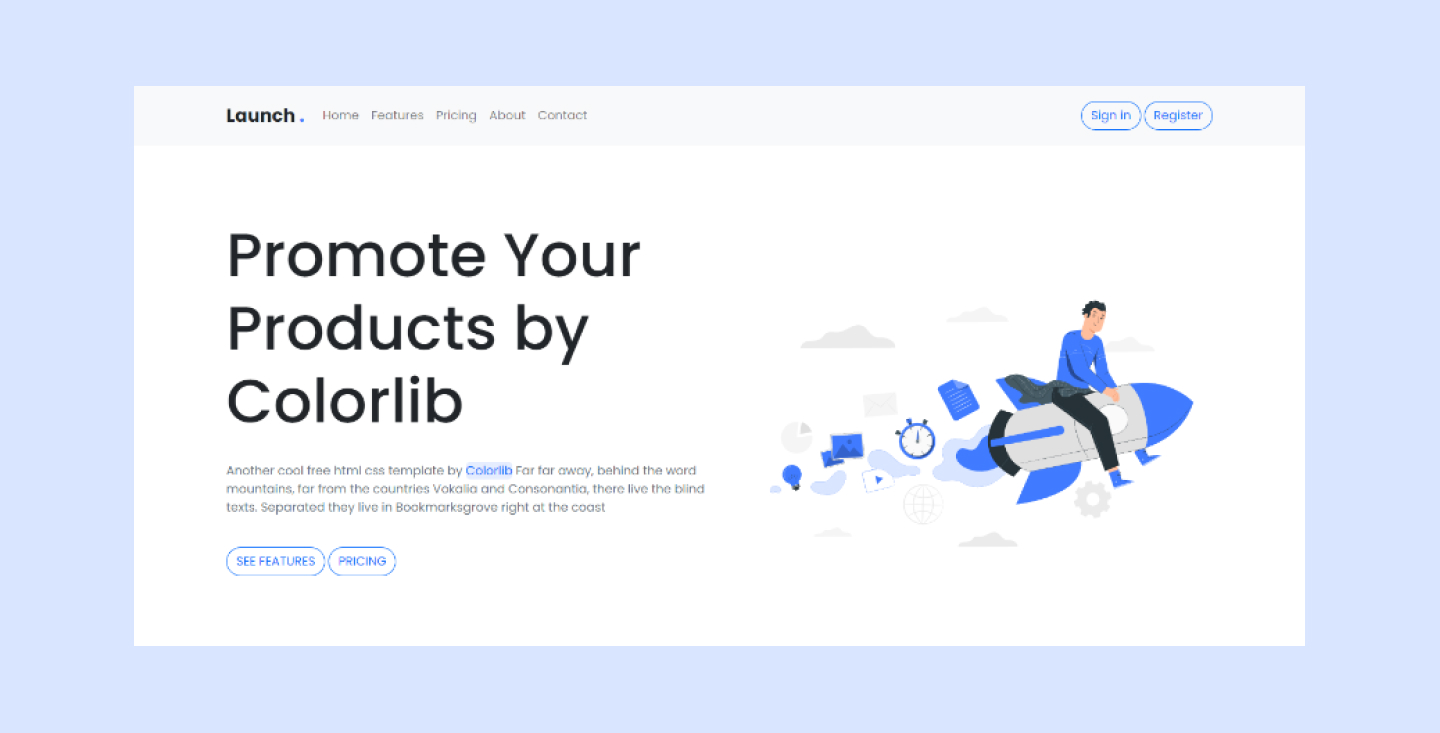 Launch .
Home Features Pricing About Contact
Sign in Register
Promote Your
Products by
Colorlib
Another cool free html css template by Colorlib Far far away, behind the word
mountains, far from the countries Vokalia and Consonantia, there live the blind
texts. Separated they live in Bookmarksgrove right at the coast
SEE FEATURES PRICING